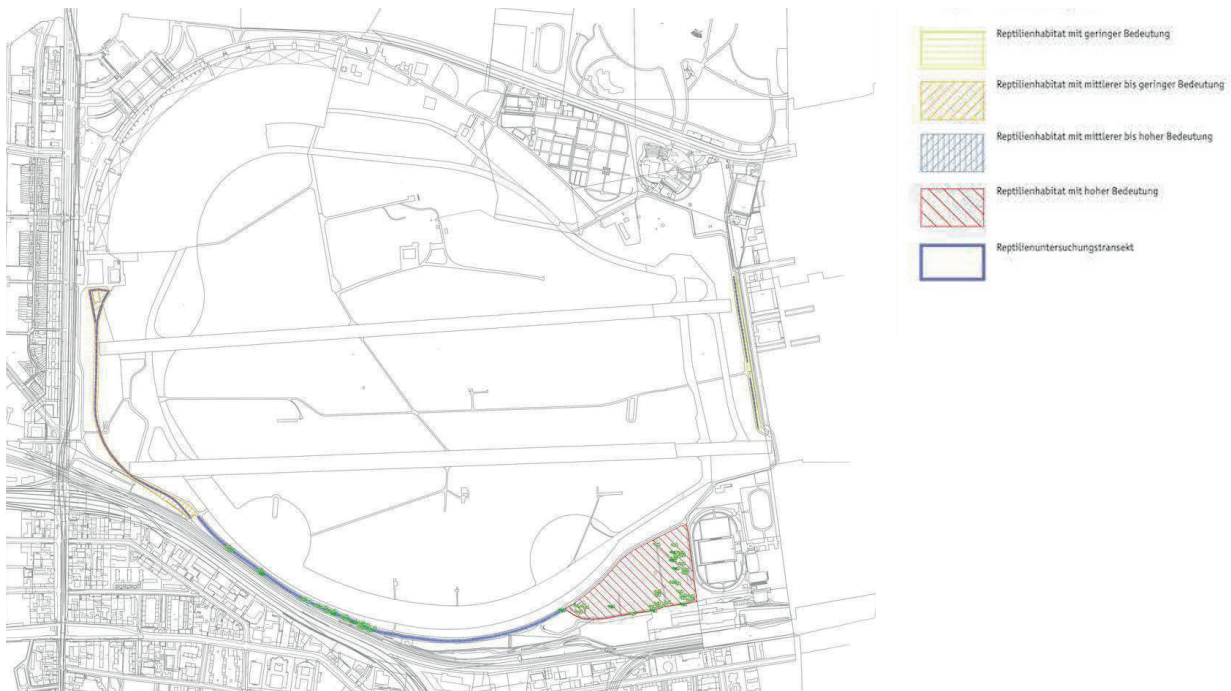 Reptilienhabitat mit geringer Bedeutung
Reptilienhabitat mit mittlerer bis geringer Bedeutung
Reptilienhabitat mit mittlerer bis hoher Bedeutung
Reptilienhabitat mit hoher Bedeutung
Reptilienuntersuchungstransekt